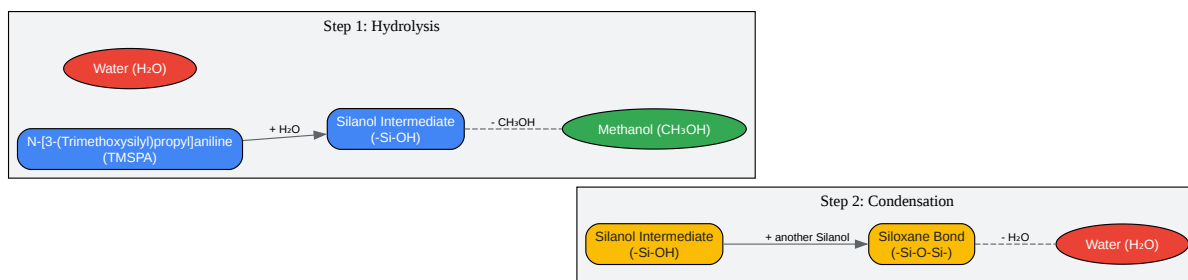 Step 1: Hydrolysis
Water (H₂O)
N-[3-(Trimethoxysilyl)propyl]aniline
(TMSPA)
+ H₂O
Silanol Intermediate
(-Si-OH)
- CH₃OH
Methanol (CH₃OH)
Step 2: Condensation
Silanol Intermediate
(-Si-OH)
+ another Silanol
Siloxane Bond
(-Si-O-Si-)
- H₂O
Water (H₂O)